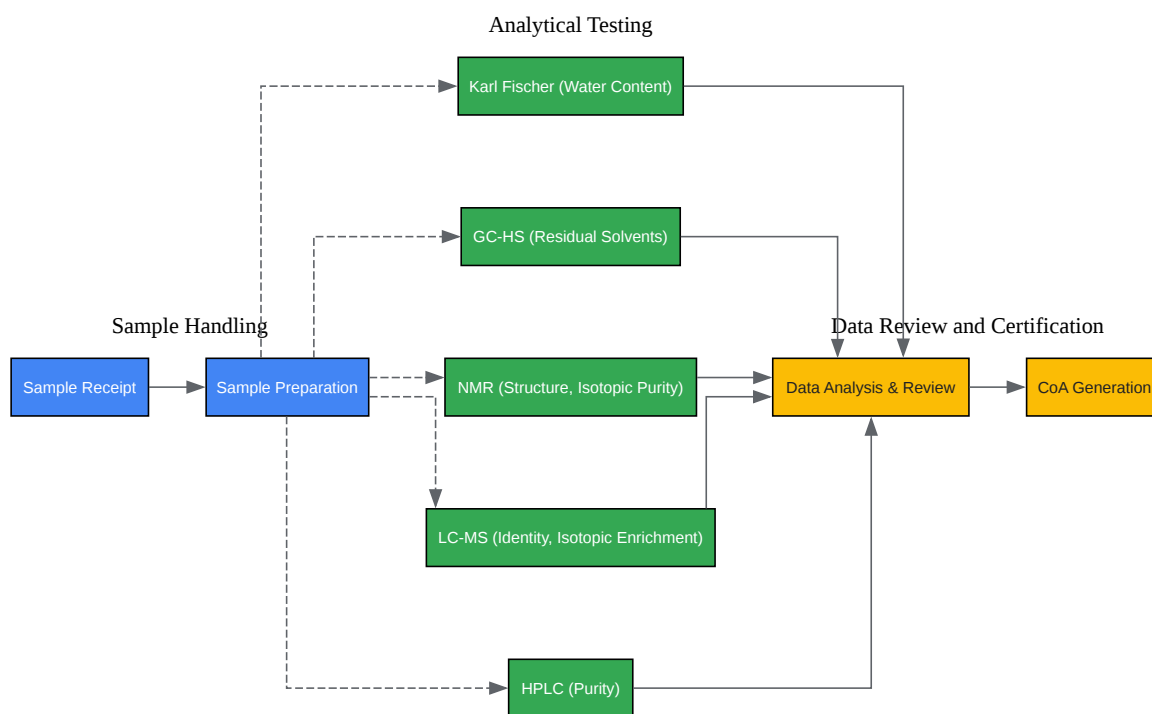 Analytical Testing
Karl Fischer (Water Content)
GC-HS (Residual Solvents)
Sample Handling
Data Review and Certification
Sample Receipt
Sample Preparation
NMR (Structure, Isotopic Purity)
Data Analysis & Review
CoA Generation
LC-MS (Identity, Isotopic Enrichment)
HPLC (Purity)